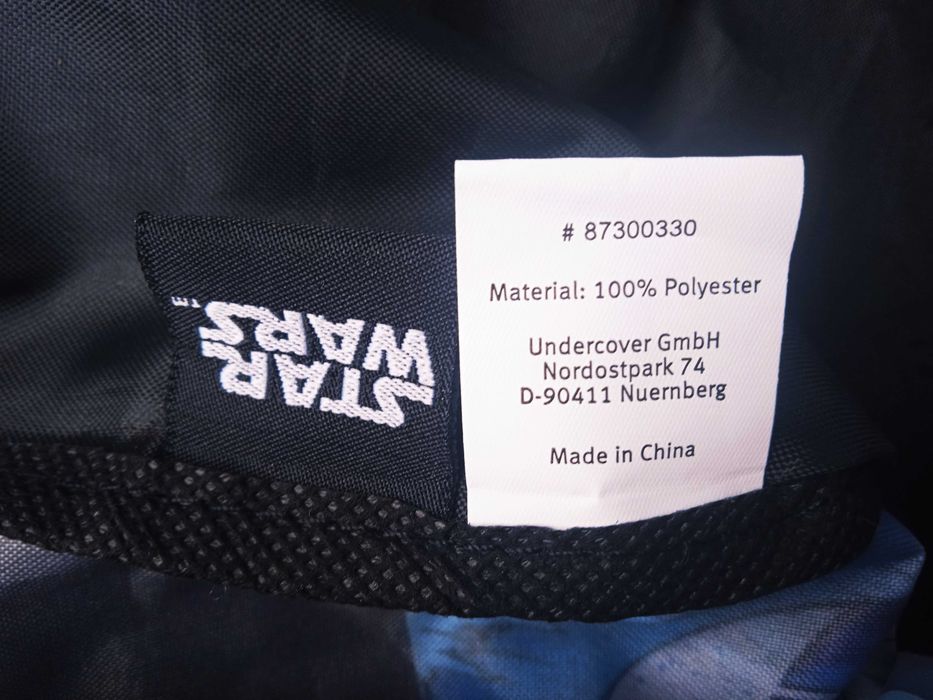 STAR
WARS
TM
# 87300330
Material: 100% Polyester
Undercover GmbH
Nordostpark 74
D-90411 Nuernberg
Made in China